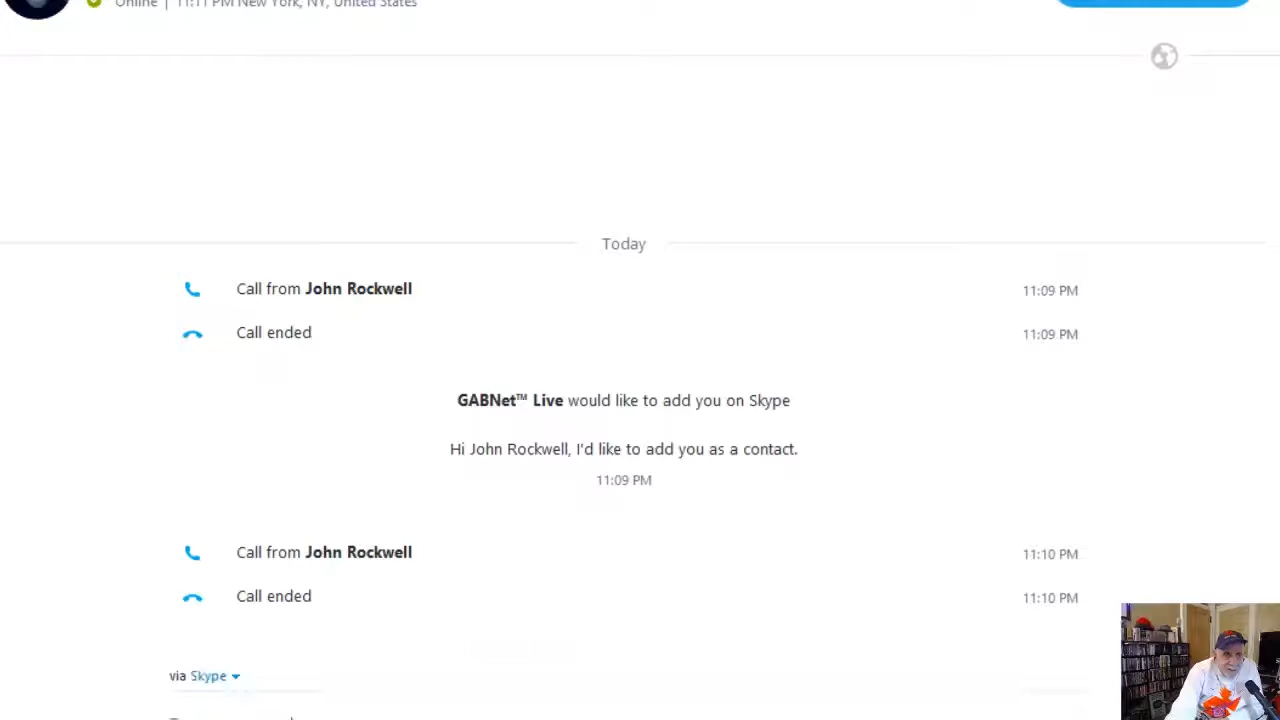 Online | 11:11 PM New York, NY, United States
Today
Call from John Rockwell 11:09 PM
Call ended 11:09 PM
GABNet™ Live would like to add you on Skype
Hi John Rockwell, I'd like to add you as a contact.
11:09 PM
Call from John Rockwell 11:10 PM
Call ended 11:10 PM
via Skype